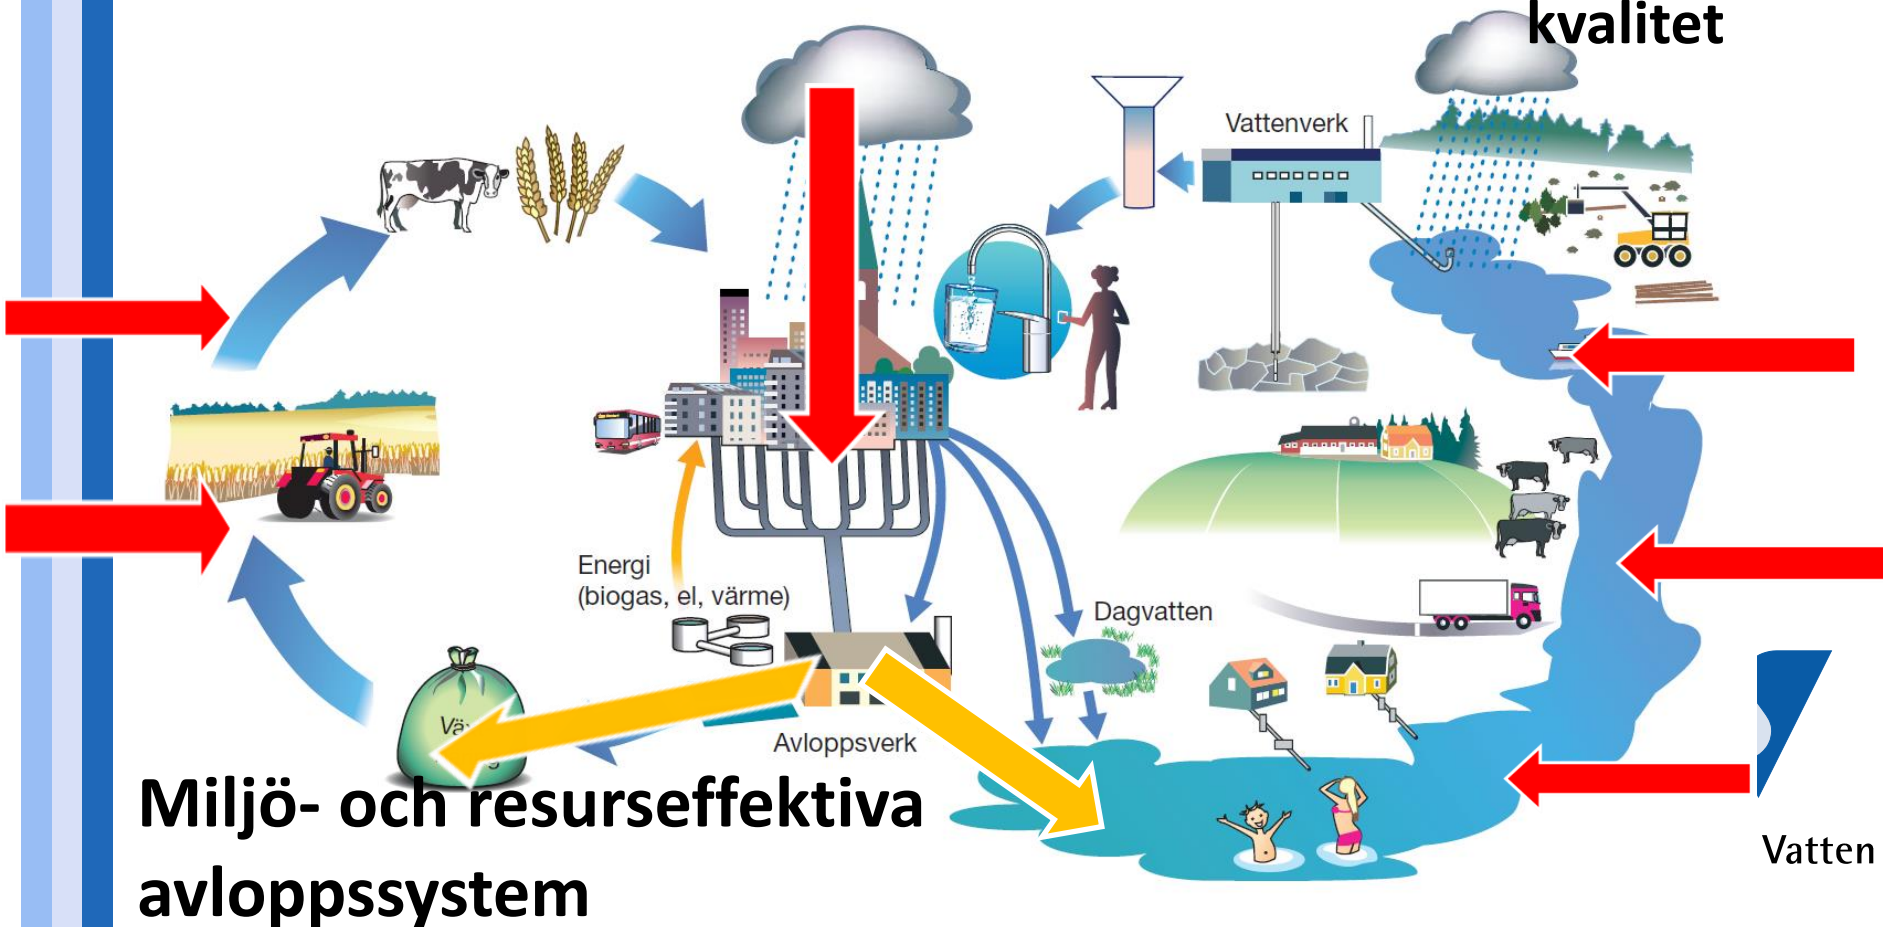 kvalitet
Vattenverk
Energi
(biogas, el, värme)
Dagvatten
Avloppsverk
Miljö- och resurseffektiva
avloppssystem
Vatten